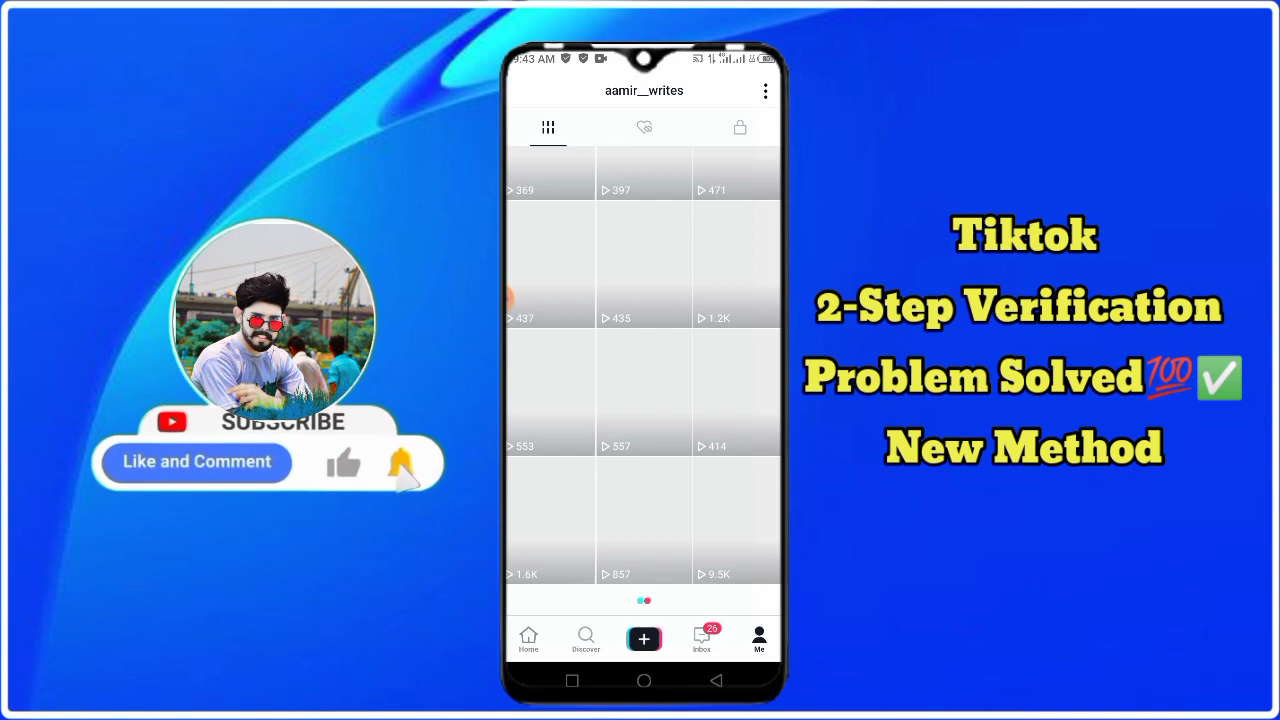 9:43 AM
aamir__writes
369 397 471
437 435 1.2K
553 557 414
1.6K 857 9.5K
Home Discover Inbox 26 Me
SUBSCRIBE
Like and Comment
Tiktok
2-Step Verification
Problem Solved💯✅
New Method